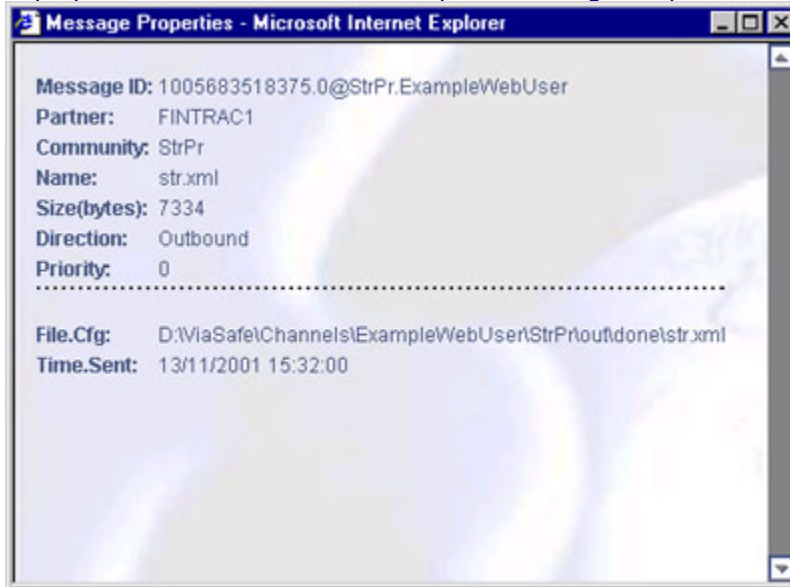 Message Properties - Microsoft Internet Explorer
Message ID: 1005683518375.0@StrPr.ExampleWebUser
Partner: FINTRAC1
Community: StrPr
Name: str.xml
Size(bytes): 7334
Direction: Outbound
Priority: 0
File.Cfg: D:\ViaSafe\Channels\ExampleWebUser\StrPr\out\done\str.xml
Time.Sent: 13/11/2001 15:32:00